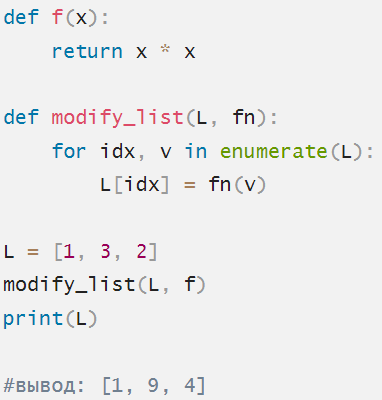 def f(x):
    return x * x

def modify_list(L, fn):
    for idx, v in enumerate(L):
        L[idx] = fn(v)

L = [1, 3, 2]
modify_list(L, f)
print(L)

#вывод: [1, 9, 4]